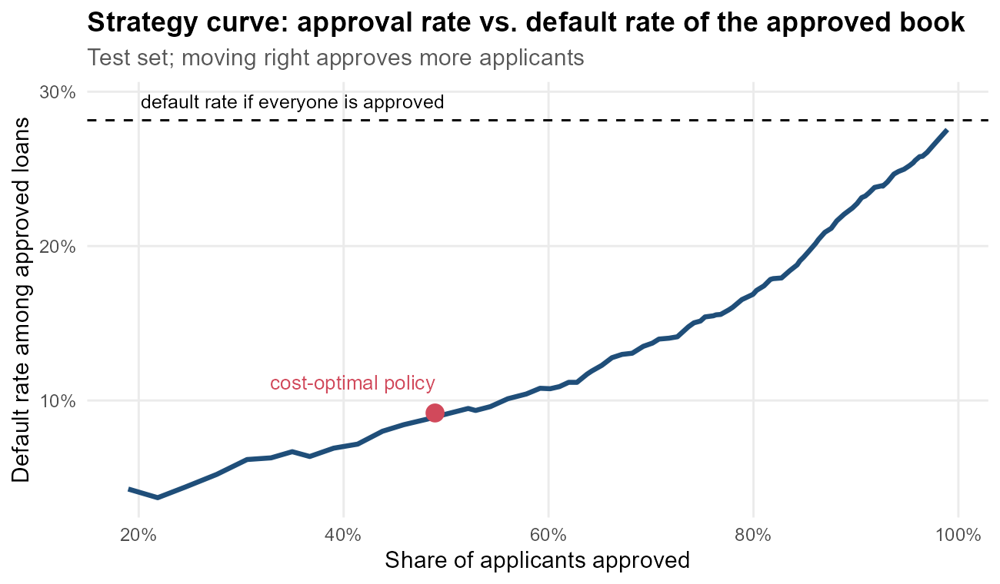 Strategy curve: approval rate vs. default rate of the approved book
Test set; moving right approves more applicants
Default rate among approved loans
30%
20%
10%
default rate if everyone is approved
cost-optimal policy
20%
40%
60%
80%
100%
Share of applicants approved